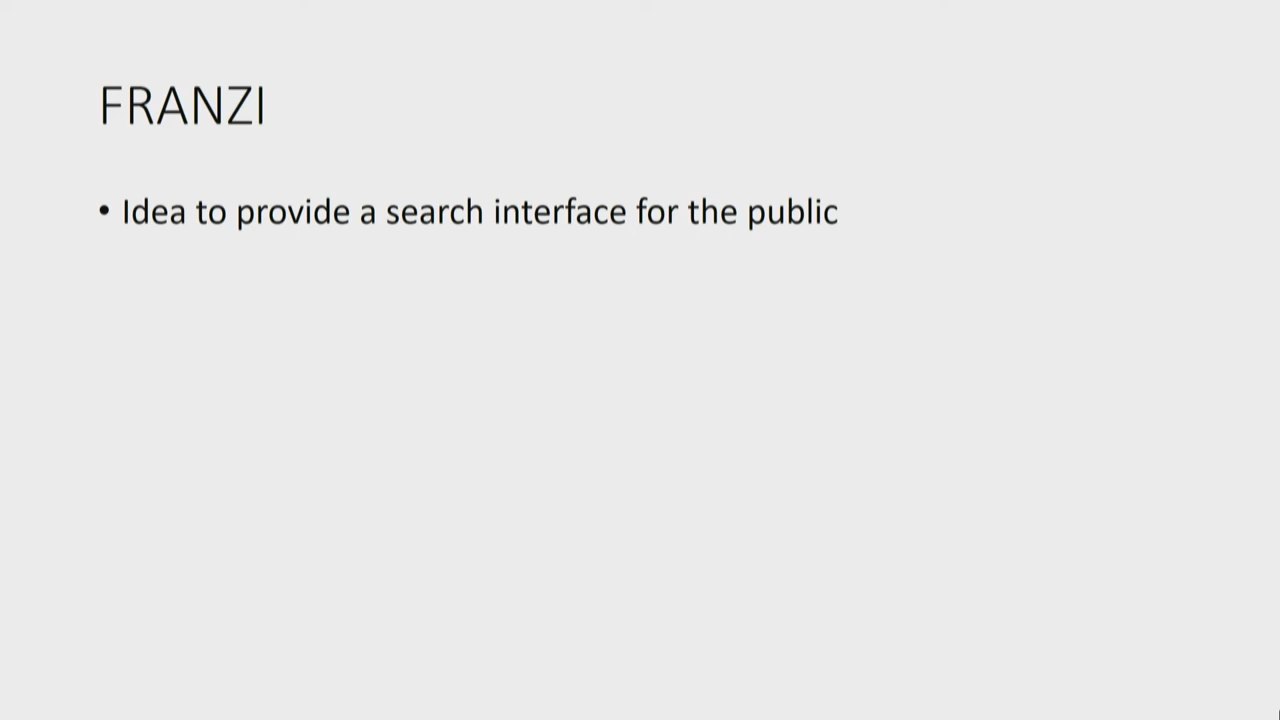 FRANZI
• Idea to provide a search interface for the public